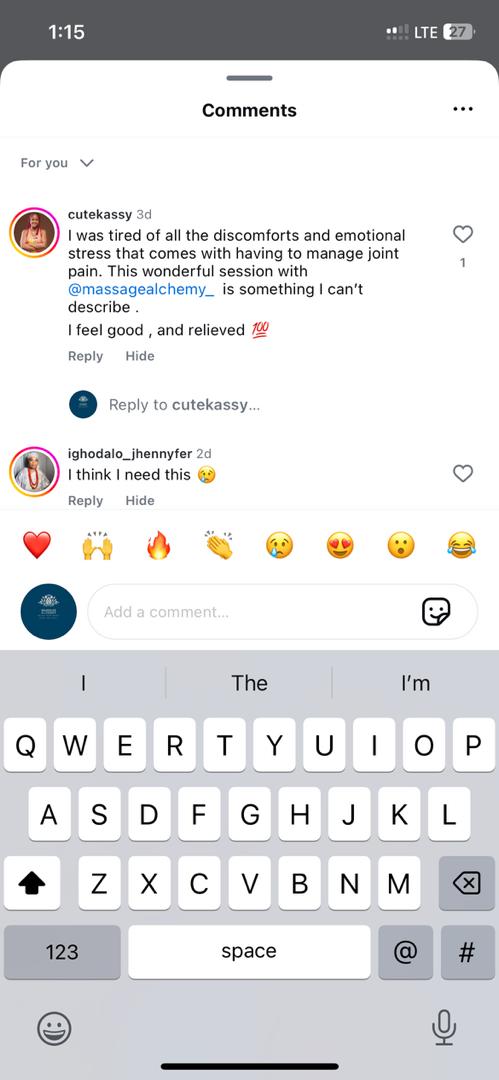 1:15
LTE 27
Comments
For you
cutekassy 3d
I was tired of all the discomforts and emotional
stress that comes with having to manage joint
pain. This wonderful session with
@massagealchemy_ is something I can't
describe .
I feel good , and relieved 💯
1
Reply Hide
Reply to cutekassy...
ighodalo_jhennyfer 2d
I think I need this 😢
Reply Hide
❤️ 🙌 🔥 👏 😢 😍 😮 😂
Add a comment...
I The I'm
Q W E R T Y U I O P
A S D F G H J K L
Z X C V B N M
123 space @ #